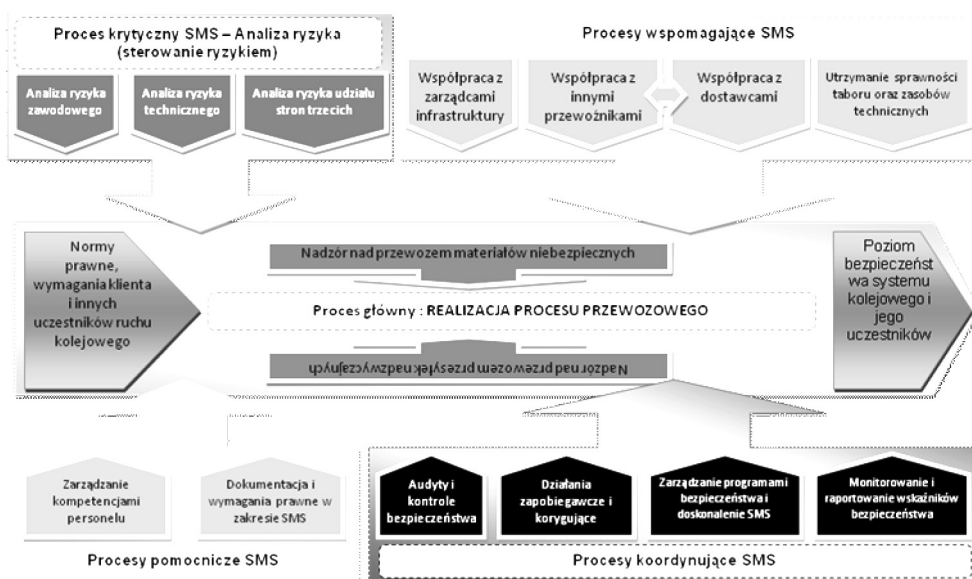 Proces krytyczny SMS – Analiza ryzyka
(sterowanie ryzykiem)
Analiza ryzyka
zawodowego
Analiza ryzyka
technicznego
Analiza ryzyka udziału
stron trzecich
Procesy wspomagające SMS
Współpraca z
zarządcami
infrastruktury
Współpraca z
innymi
przewoźnikami
Współpraca z
dostawcami
Utrzymanie sprawności
taboru oraz zasobów
technicznych
Normy
prawne,
wymagania klienta
i innych
uczestników ruchu
kolejowego
Nadzór nad przewozem materiałów niebezpiecznych
Proces główny : REALIZACJA PROCESU PRZEWOZOWEGO
Nadzór nad przewozem przesyłek nadzwyczajnych
Poziom
bezpieczeńst
wa systemu
kolejowego i
jego
uczestników
Zarządzanie
kompetencjami
personelu
Dokumentacja i
wymagania prawne w
zakresie SMS
Procesy pomocnicze SMS
Audyty i
kontrole
bezpieczeństwa
Działania
zapobiegawcze i
korygujące
Zarządzanie programami
bezpieczeństwa i
doskonalenie SMS
Monitorowanie i
raportowanie wskaźników
bezpieczeństwa
Procesy koordynujące SMS